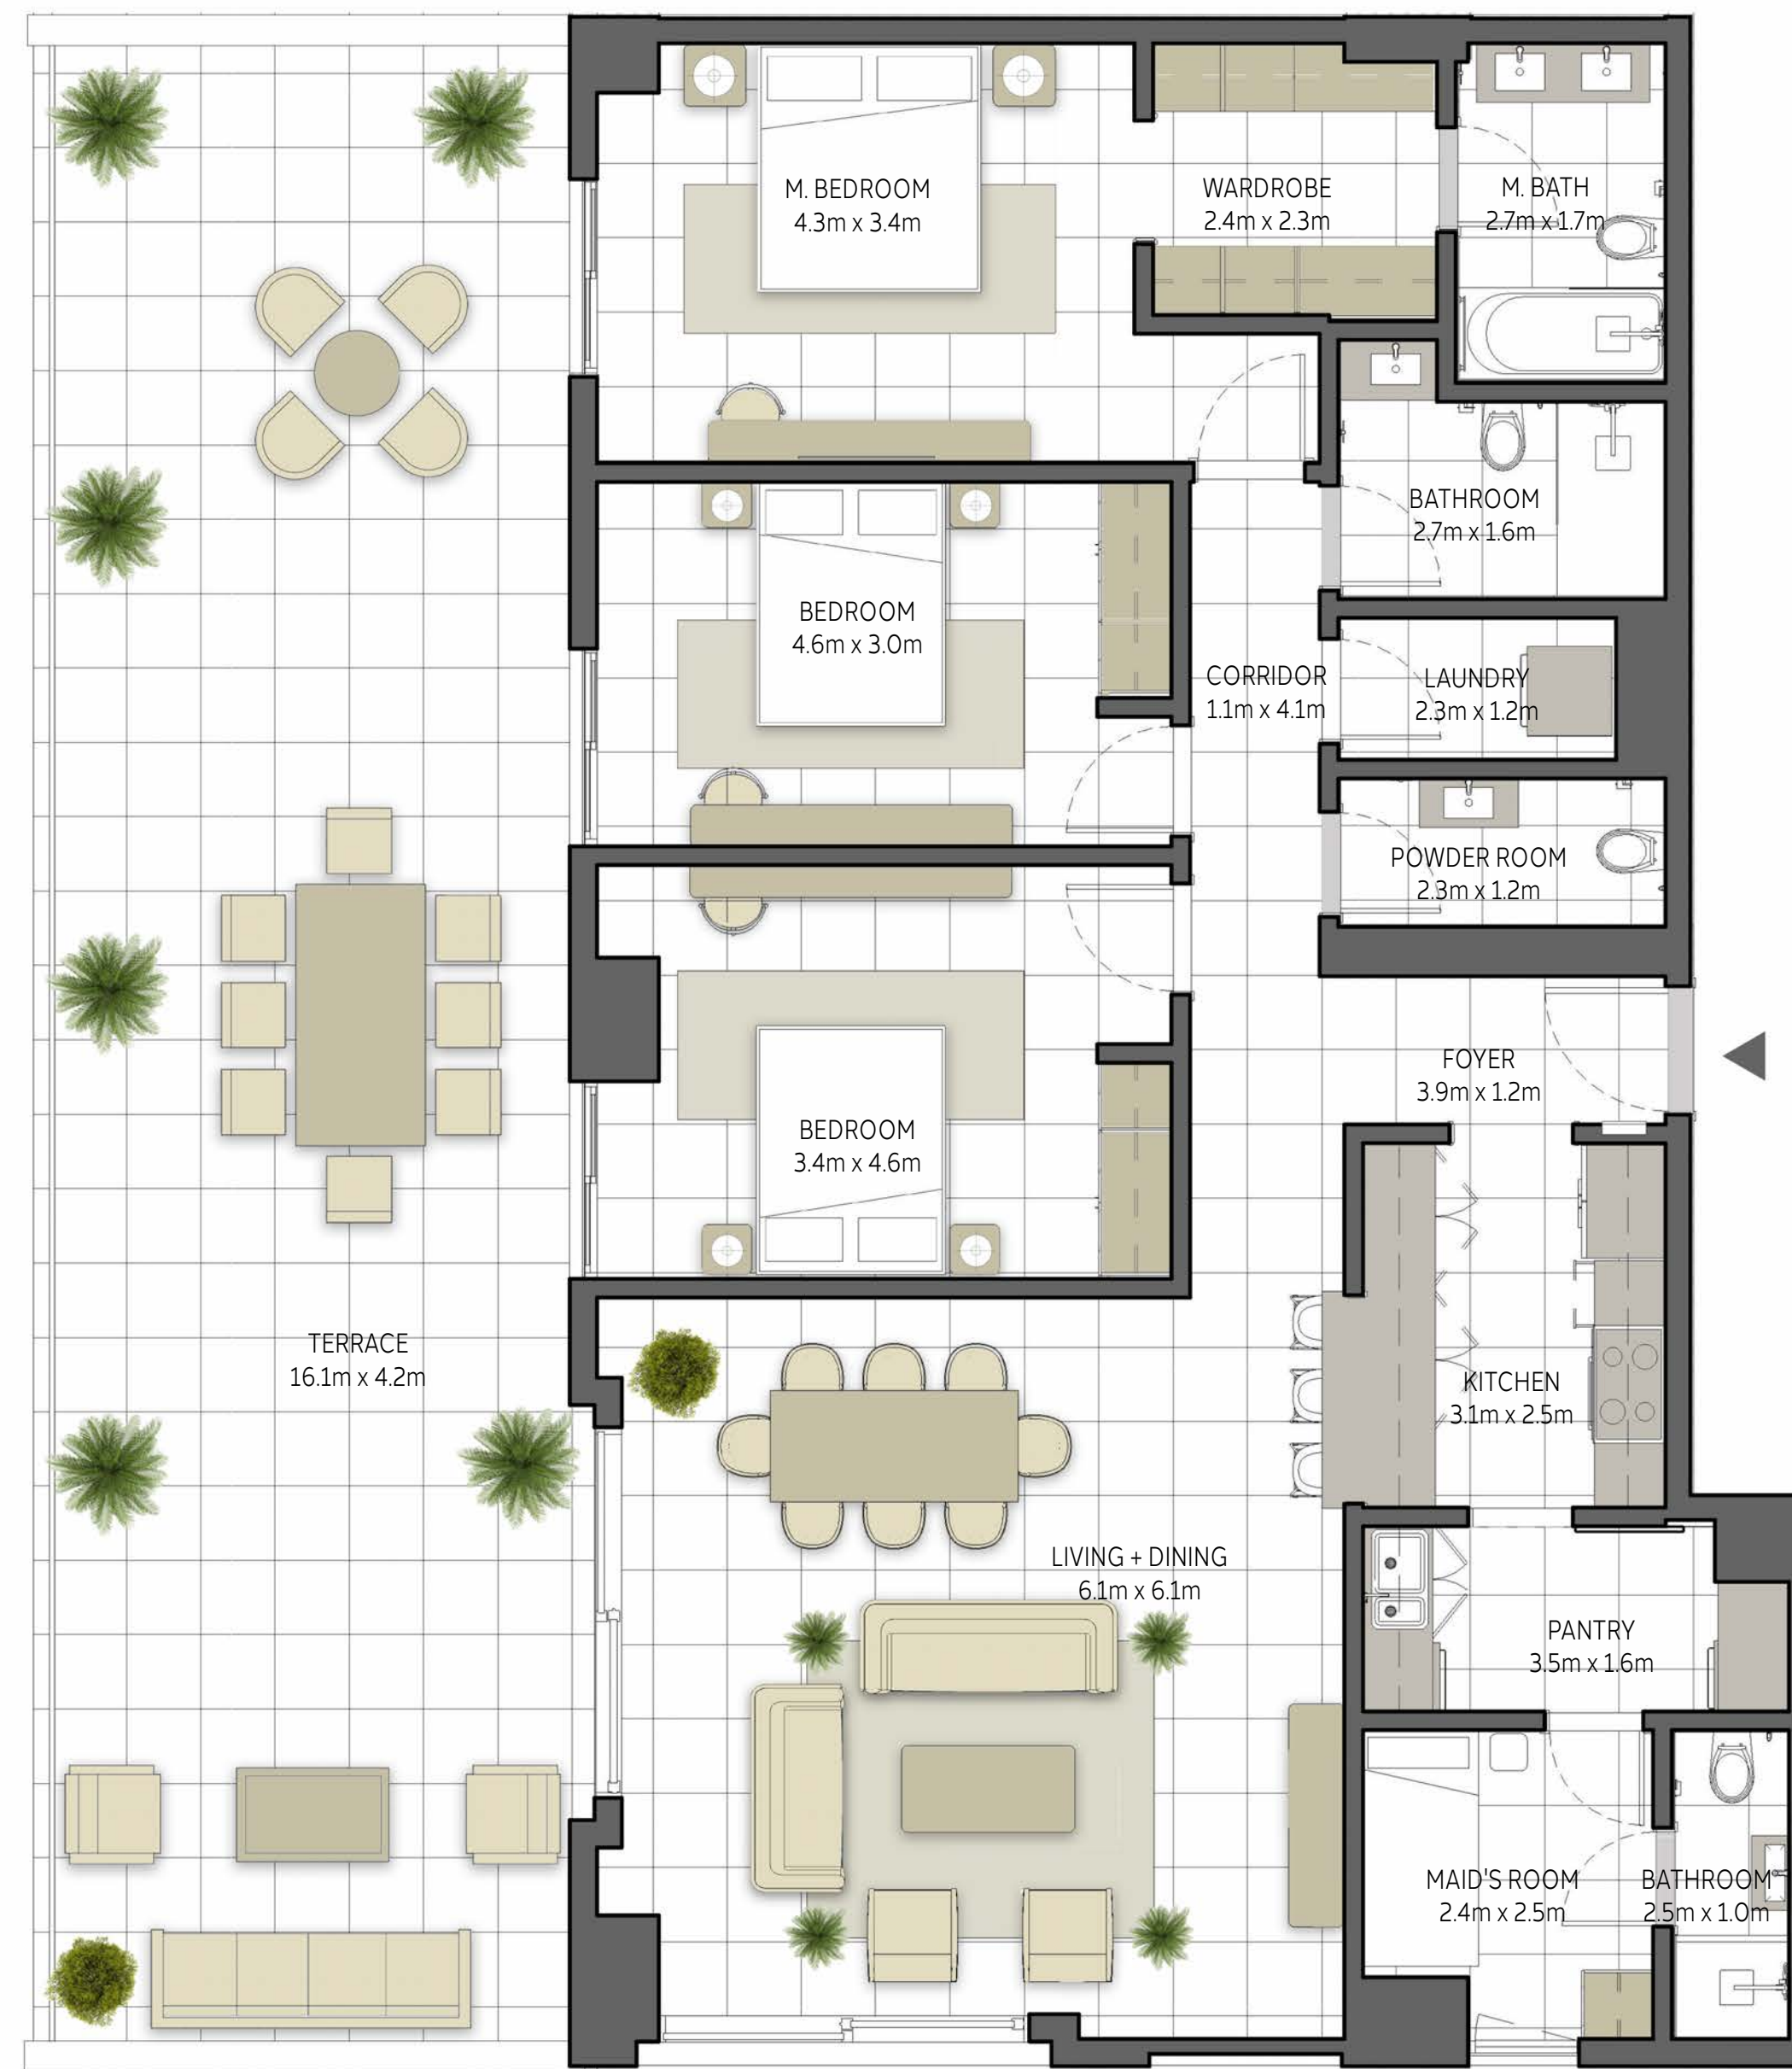 M. BEDROOM
4.3m x 3.4m
WARDROBE
2.4m x 2.3m
M. BATH
2.7m x 1.7m
BATHROOM
2.7m x 1.6m
BEDROOM
4.6m x 3.0m
CORRIDOR
1.1m x 4.1m
LAUNDRY
2.3m x 1.2m
POWDER ROOM
2.3m x 1.2m
FOYER
3.9m x 1.2m
BEDROOM
3.4m x 4.6m
TERRACE
16.1m x 4.2m
KITCHEN
3.1m x 2.5m
LIVING + DINING
6.1m x 6.1m
PANTRY
3.5m x 1.6m
MAID'S ROOM
2.4m x 2.5m
BATHROOM
2.5m x 1.0m